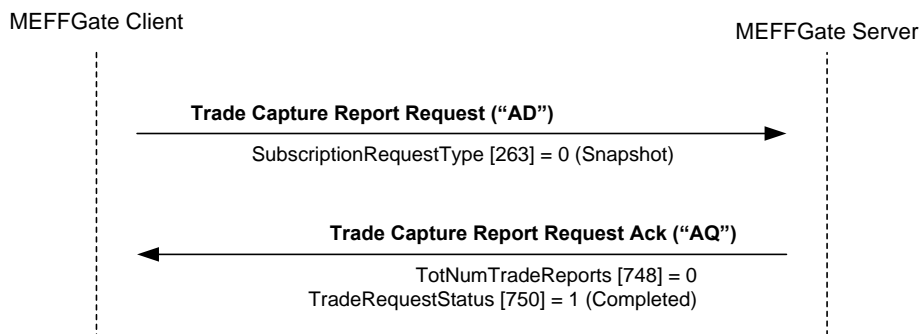 MEFFGate Client
MEFFGate Server
Trade Capture Report Request (“AD”)
SubscriptionRequestType [263] = 0 (Snapshot)
Trade Capture Report Request Ack (“AQ”)
TotNumTradeReports [748] = 0
TradeRequestStatus [750] = 1 (Completed)